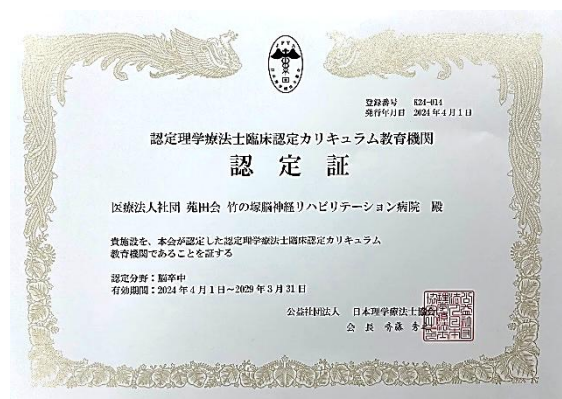 登録番号 K24-014
発行年月日 2024年4月1日
認定理学療法士臨床認定カリキュラム教育機関
認定証
医療法人社団 苑田会 竹の塚脳神経リハビリテーション病院 殿
貴施設を、本会が認定した認定理学療法士臨床認定カリキュラム
教育機関であることを証する
認定分野：脳卒中
有効期間：2024年4月1日～2029年3月31日
公益社団法人 日本理学療法士協会
会長 斉藤 秀